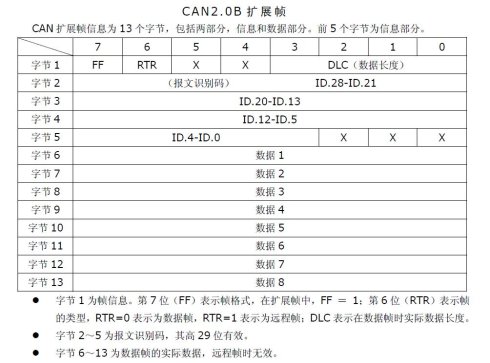 CAN2.0B 扩展帧
CAN 扩展帧信息为 13 个字节，包括两部分，信息和数据部分。前 5 个字节为信息部分。
7 6 5 4 3 2 1 0
字节 1 FF RTR X X DLC（数据长度）
字节 2 （报文识别码） ID.28-ID.21
字节 3 ID.20-ID.13
字节 4 ID.12-ID.5
字节 5 ID.4-ID.0 X X X
字节 6 数据 1
字节 7 数据 2
字节 8 数据 3
字节 9 数据 4
字节 10 数据 5
字节 11 数据 6
字节 12 数据 7
字节 13 数据 8
● 字节 1 为帧信息。第 7 位（FF）表示帧格式，在扩展帧中，FF ＝ 1；第 6 位（RTR）表示帧
的类型，RTR=0 表示为数据帧，RTR=1 表示为远程帧；DLC 表示在数据帧时实际数据长度。
● 字节 2～5 为报文识别码，其高 29 位有效。
● 字节 6～13 为数据帧的实际数据，远程帧时无效。